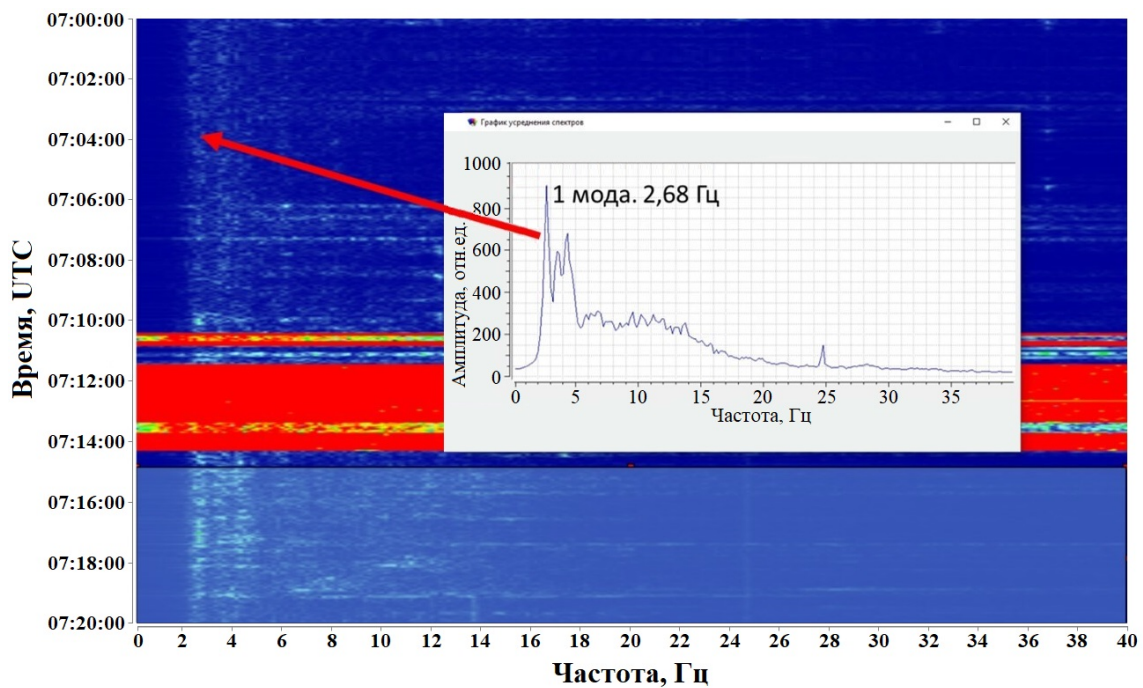 07:00:00
07:02:00
07:04:00
07:06:00
07:08:00
07:10:00
07:12:00
07:14:00
07:16:00
07:18:00
07:20:00
Время, UTC
0 2 4 6 8 10 12 14 16 18 20 22 24 26 28 30 32 34 36 38 40
Частота, Гц
График усреднения спектров
1 мода. 2,68 Гц
1000
800
600
400
200
0
Амплитуда, отн.ед.
0 5 10 15 20 25 30 35
Частота, Гц